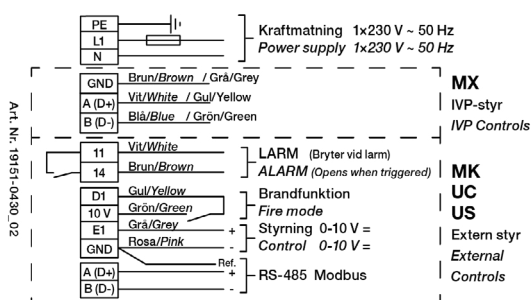 PE
L1
N
Kraftmatning 1×230 V ~ 50 Hz
Power supply 1×230 V ~ 50 Hz
GND Brun/Brown / Grå/Grey
A (D+) Vit/White / Gul/Yellow
B (D-) Blå/Blue / Grön/Green
MX
IVP-styr
IVP Controls
11 Vit/White
14 Brun/Brown
LARM (Bryter vid larm)
ALARM (Opens when triggered)
D1 Gul/Yellow
10 V Grön/Green
Brandfunktion
Fire mode
E1 Grå/Grey +
GND Rosa/Pink -
Styrning 0-10 V =
Control 0-10 V =
Ref.
A (D+) +
B (D-) -
RS-485 Modbus
MK
UC
US
Extern styr
External
Controls
Art. Nr. 19151-0430_02